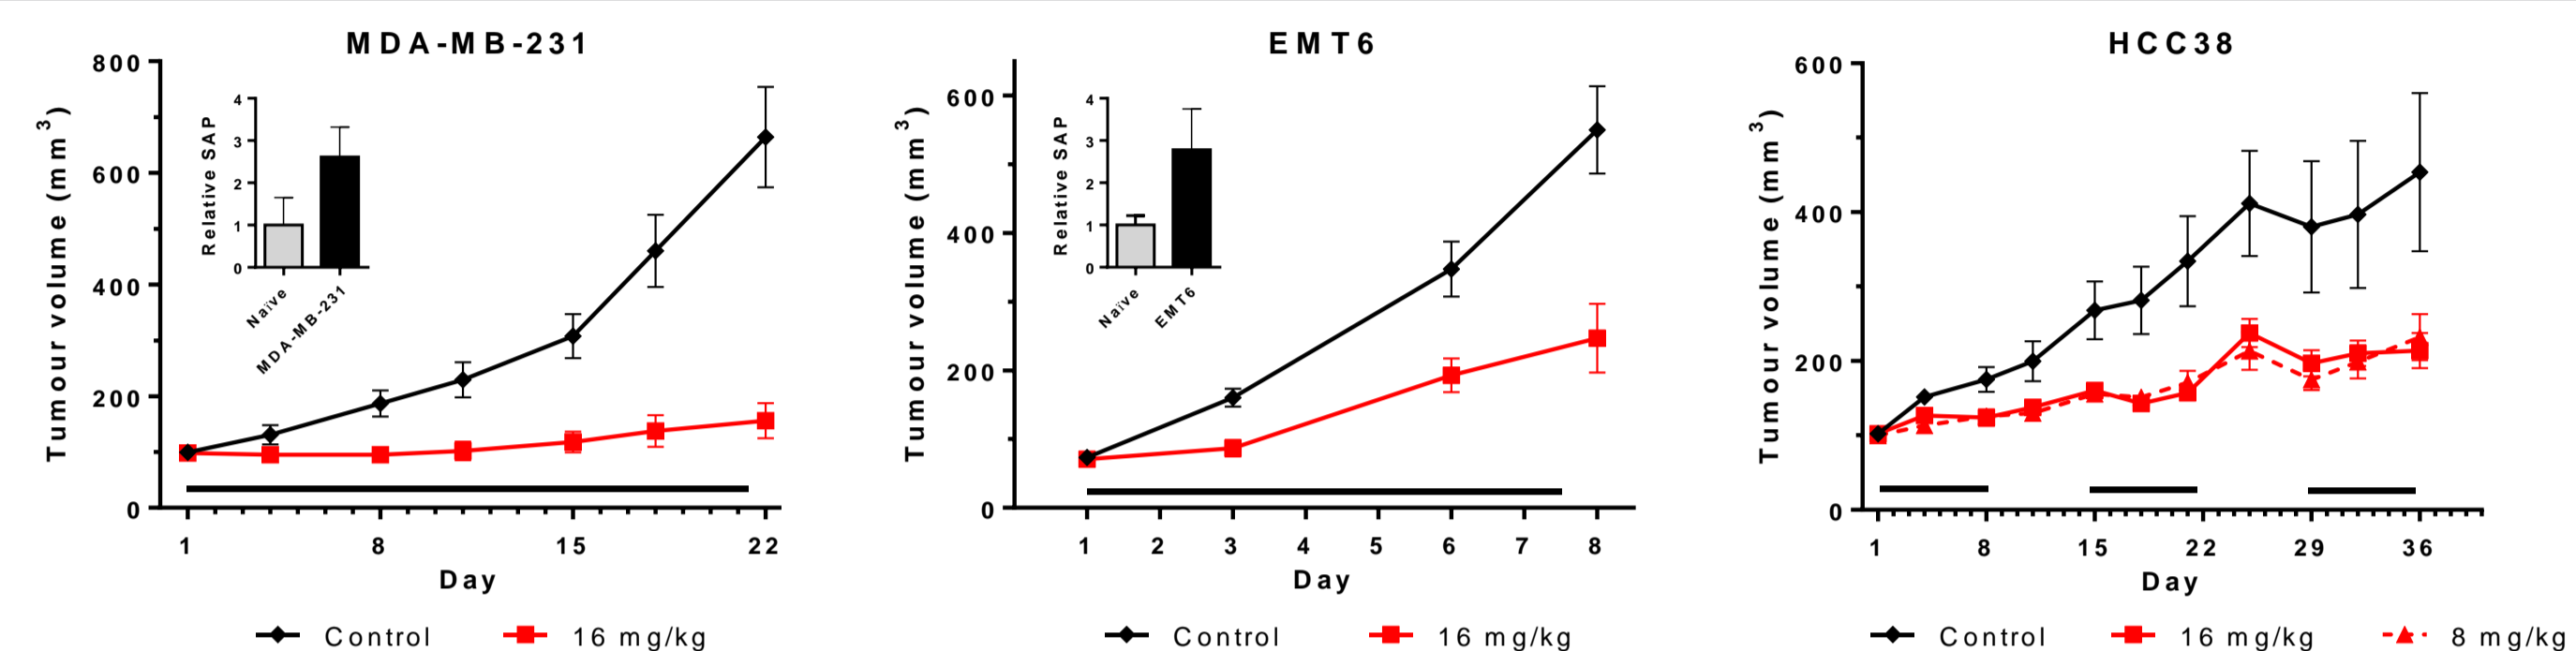 MDA-MB-231
Tumour volume (mm3)
800
600
400
200
0
Relative SAP
4
3
2
1
0
Naïve
MDA-MB-231
1 8 15 22
Day
Control 16 mg/kg
EMT6
Tumour volume (mm3)
600
400
200
0
Relative SAP
4
3
2
1
0
Naïve
EMT6
1 2 3 4 5 6 7 8
Day
Control 16 mg/kg
HCC38
Tumour volume (mm3)
600
400
200
0
1 8 15 22 29 36
Day
Control 16 mg/kg 8 mg/kg